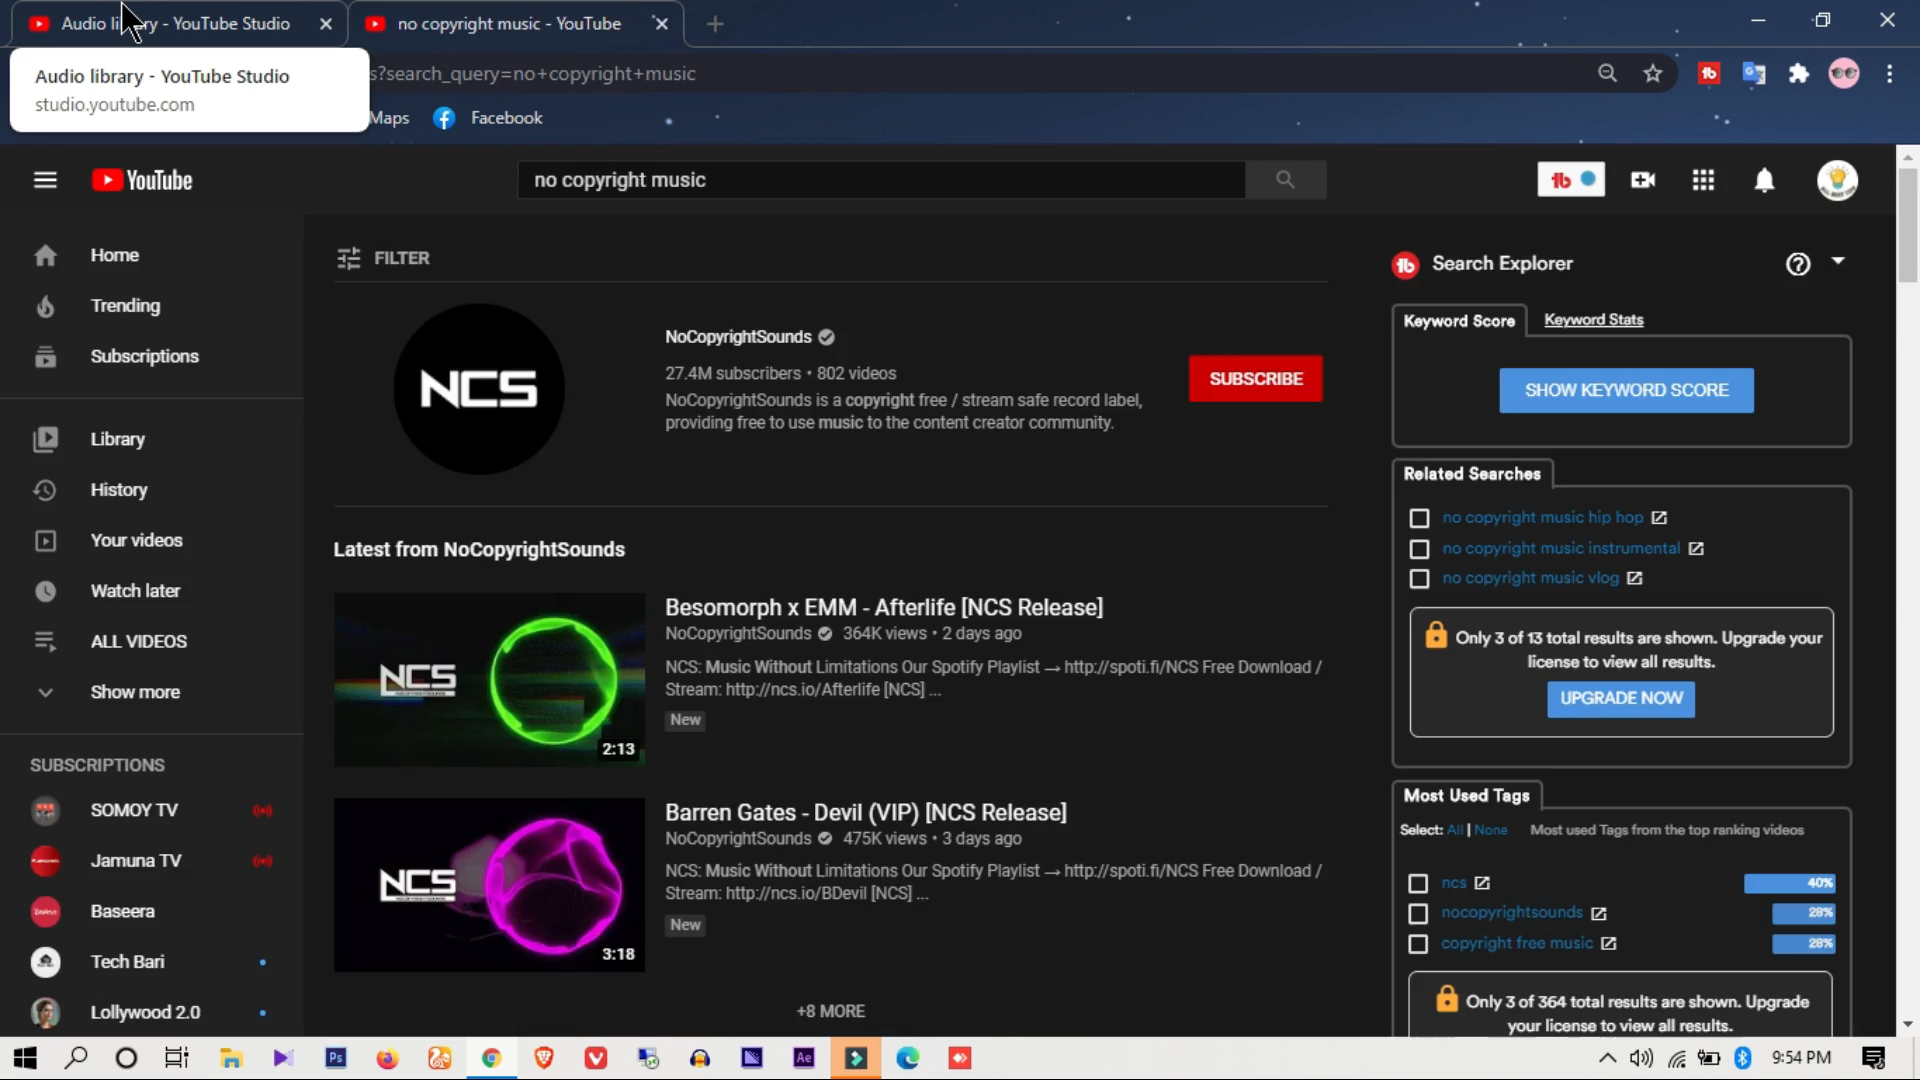 Audio li
ry - YouTube Studio
no copyright music - YouTube
Audio library - YouTube Studio
studio.youtube.com
s?search_query=no+copyright+music
Maps
Facebook
YouTube
no copyright music
Home
Trending
Subscriptions
Library
History
Your videos
Watch later
ALL VIDEOS
Show more
SUBSCRIPTIONS
SOMOY TV
Jamuna TV
Baseera
Tech Bari
Lollywood 2.0
FILTER
NCS
NoCopyrightSounds
27.4M subscribers • 802 videos
NoCopyrightSounds is a copyright free / stream safe record label,
providing free to use music to the content creator community.
SUBSCRIBE
Latest from NoCopyrightSounds
NCS
2:13
Besomorph x EMM - Afterlife [NCS Release]
NoCopyrightSounds 364K views • 2 days ago
NCS: Music Without Limitations Our Spotify Playlist → http://spoti.fi/NCS Free Download /
Stream: http://ncs.io/Afterlife [NCS] ...
New
NCS
3:18
Barren Gates - Devil (VIP) [NCS Release]
NoCopyrightSounds 475K views • 3 days ago
NCS: Music Without Limitations Our Spotify Playlist → http://spoti.fi/NCS Free Download /
Stream: http://ncs.io/BDevil [NCS] ...
New
+8 MORE
Search Explorer
Keyword Score
Keyword Stats
SHOW KEYWORD SCORE
Related Searches
no copyright music hip hop
no copyright music instrumental
no copyright music vlog
Only 3 of 13 total results are shown. Upgrade your
license to view all results.
UPGRADE NOW
Most Used Tags
Select: All | None Most used Tags from the top ranking videos
ncs 40%
nocopyrightsounds 28%
copyright free music 28%
Only 3 of 364 total results are shown. Upgrade
your license to view all results.
Ps
Ae
9:54 PM